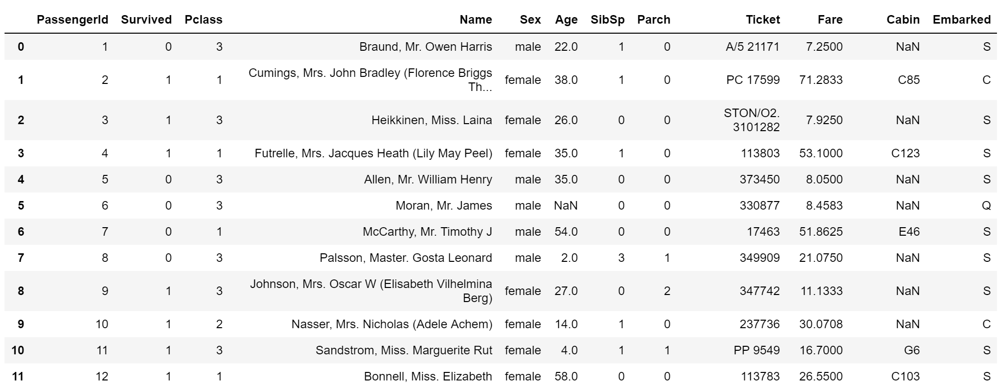 PassengerId Survived Pclass Name Sex Age SibSp Parch Ticket Fare Cabin Embarked
0 1 0 3 Braund, Mr. Owen Harris male 22.0 1 0 A/5 21171 7.2500 NaN S
1 2 1 1 Cumings, Mrs. John Bradley (Florence Briggs
Th... female 38.0 1 0 PC 17599 71.2833 C85 C
2 3 1 3 Heikkinen, Miss. Laina female 26.0 0 0 STON/O2.
3101282 7.9250 NaN S
3 4 1 1 Futrelle, Mrs. Jacques Heath (Lily May Peel) female 35.0 1 0 113803 53.1000 C123 S
4 5 0 3 Allen, Mr. William Henry male 35.0 0 0 373450 8.0500 NaN S
5 6 0 3 Moran, Mr. James male NaN 0 0 330877 8.4583 NaN Q
6 7 0 1 McCarthy, Mr. Timothy J male 54.0 0 0 17463 51.8625 E46 S
7 8 0 3 Palsson, Master. Gosta Leonard male 2.0 3 1 349909 21.0750 NaN S
8 9 1 3 Johnson, Mrs. Oscar W (Elisabeth Vilhelmina
Berg) female 27.0 0 2 347742 11.1333 NaN S
9 10 1 2 Nasser, Mrs. Nicholas (Adele Achem) female 14.0 1 0 237736 30.0708 NaN C
10 11 1 3 Sandstrom, Miss. Marguerite Rut female 4.0 1 1 PP 9549 16.7000 G6 S
11 12 1 1 Bonnell, Miss. Elizabeth female 58.0 0 0 113783 26.5500 C103 S